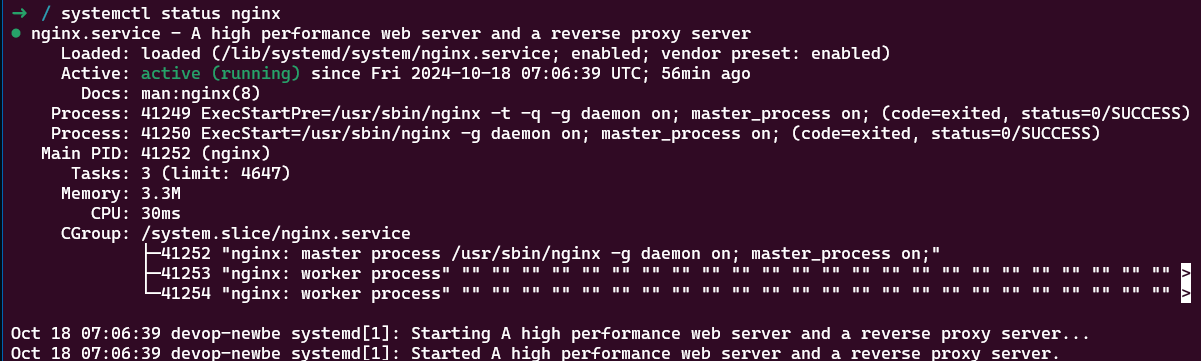 → / systemctl status nginx
● nginx.service - A high performance web server and a reverse proxy server
Loaded: loaded (/lib/systemd/system/nginx.service; enabled; vendor preset: enabled)
Active: active (running) since Fri 2024-10-18 07:06:39 UTC; 56min ago
Docs: man:nginx(8)
Process: 41249 ExecStartPre=/usr/sbin/nginx -t -q -g daemon on; master_process on; (code=exited, status=0/SUCCESS)
Process: 41250 ExecStart=/usr/sbin/nginx -g daemon on; master_process on; (code=exited, status=0/SUCCESS)
Main PID: 41252 (nginx)
Tasks: 3 (limit: 4647)
Memory: 3.3M
CPU: 30ms
CGroup: /system.slice/nginx.service
├─41252 "nginx: master process /usr/sbin/nginx -g daemon on; master_process on;"
├─41253 "nginx: worker process" "" "" "" "" "" "" "" "" "" "" "" "" "" "" "" "" "" "" "" "" "" "" "" "" >
└─41254 "nginx: worker process" "" "" "" "" "" "" "" "" "" "" "" "" "" "" "" "" "" "" "" "" "" "" "" "" >
Oct 18 07:06:39 devop-newbe systemd[1]: Starting A high performance web server and a reverse proxy server...
Oct 18 07:06:39 devop-newbe systemd[1]: Started A high performance web server and a reverse proxy server.